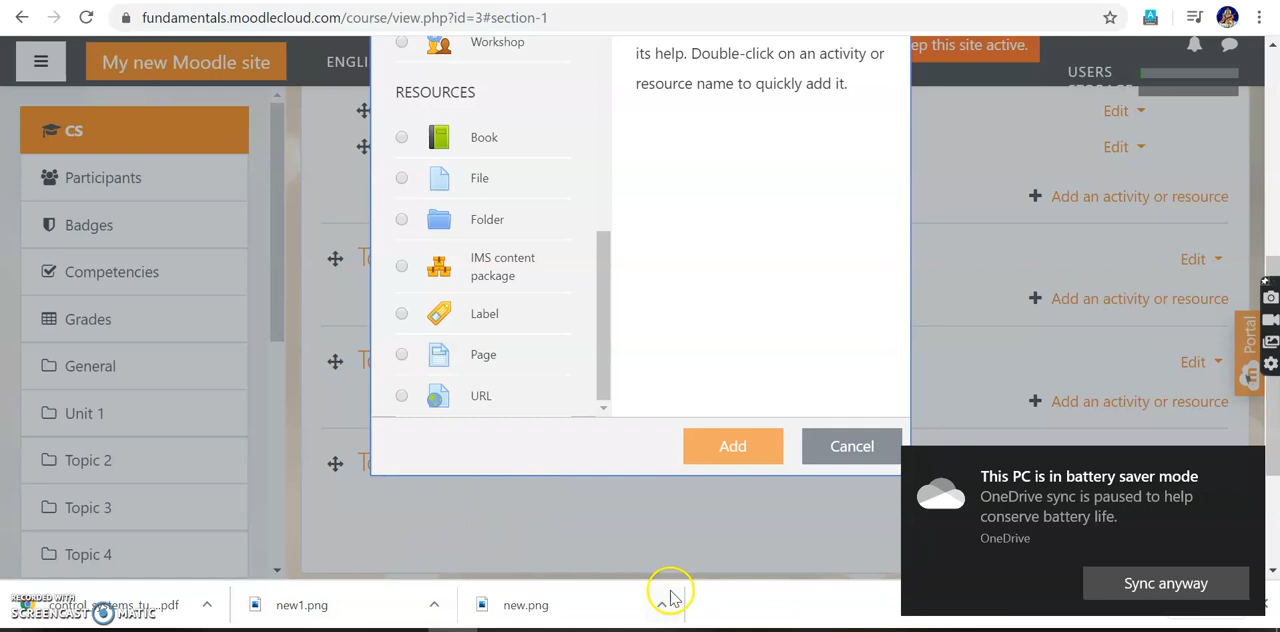 fundamentals.moodlecloud.com/course/view.php?id=3#section-1
My new Moodle site
ENGLI
ep this site active.
USERS
CS
Participants
Badges
Competencies
Grades
General
Unit 1
Topic 2
Topic 3
Topic 4
Workshop
RESOURCES
Book
File
Folder
IMS content
package
Label
Page
URL
its help. Double-click on an activity or
resource name to quickly add it.
Add
Cancel
Edit
Edit
Add an activity or resource
Edit
Add an activity or resource
Edit
Add an activity or resource
Portal
This PC is in battery saver mode
OneDrive sync is paused to help
conserve battery life.
OneDrive
Sync anyway
control_systems_tu....pdf
new1.png
new.png
RECORDED WITH
SCREENCAST MATIC